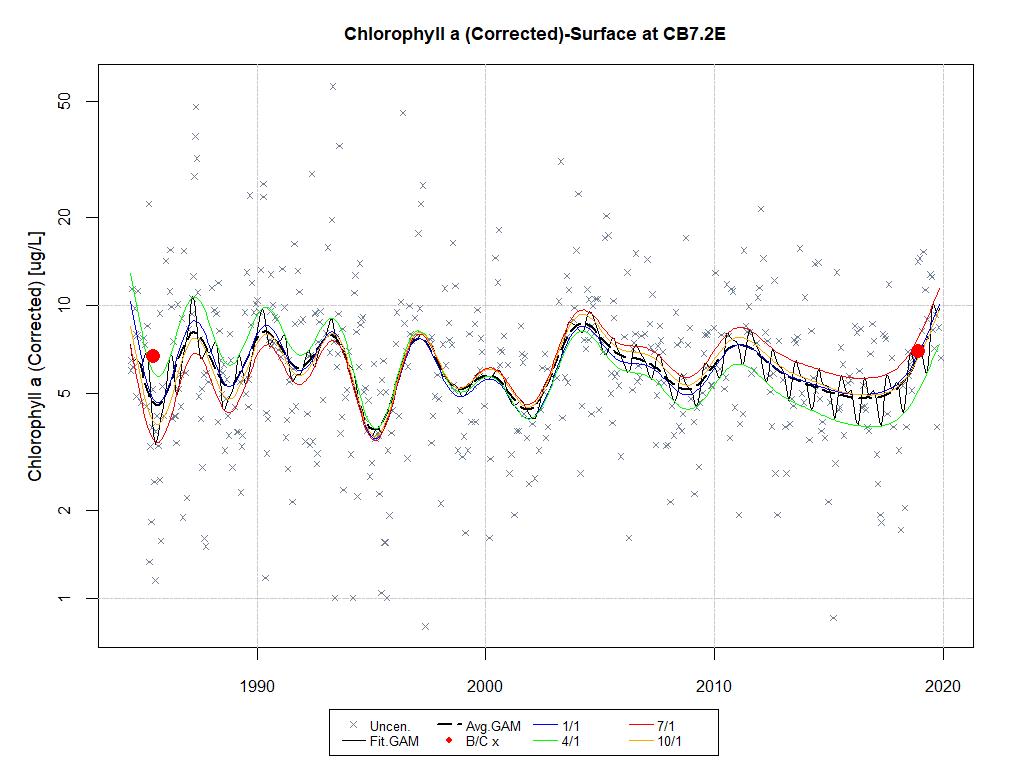 Chlorophyll a (Corrected)-Surface at CB7.2E
Chlorophyll a (Corrected) [ug/L]
50
20
10
5
2
1
1990
2000
2010
2020
Uncen. Avg.GAM 1/1 7/1
Fit.GAM B/C x 4/1 10/1